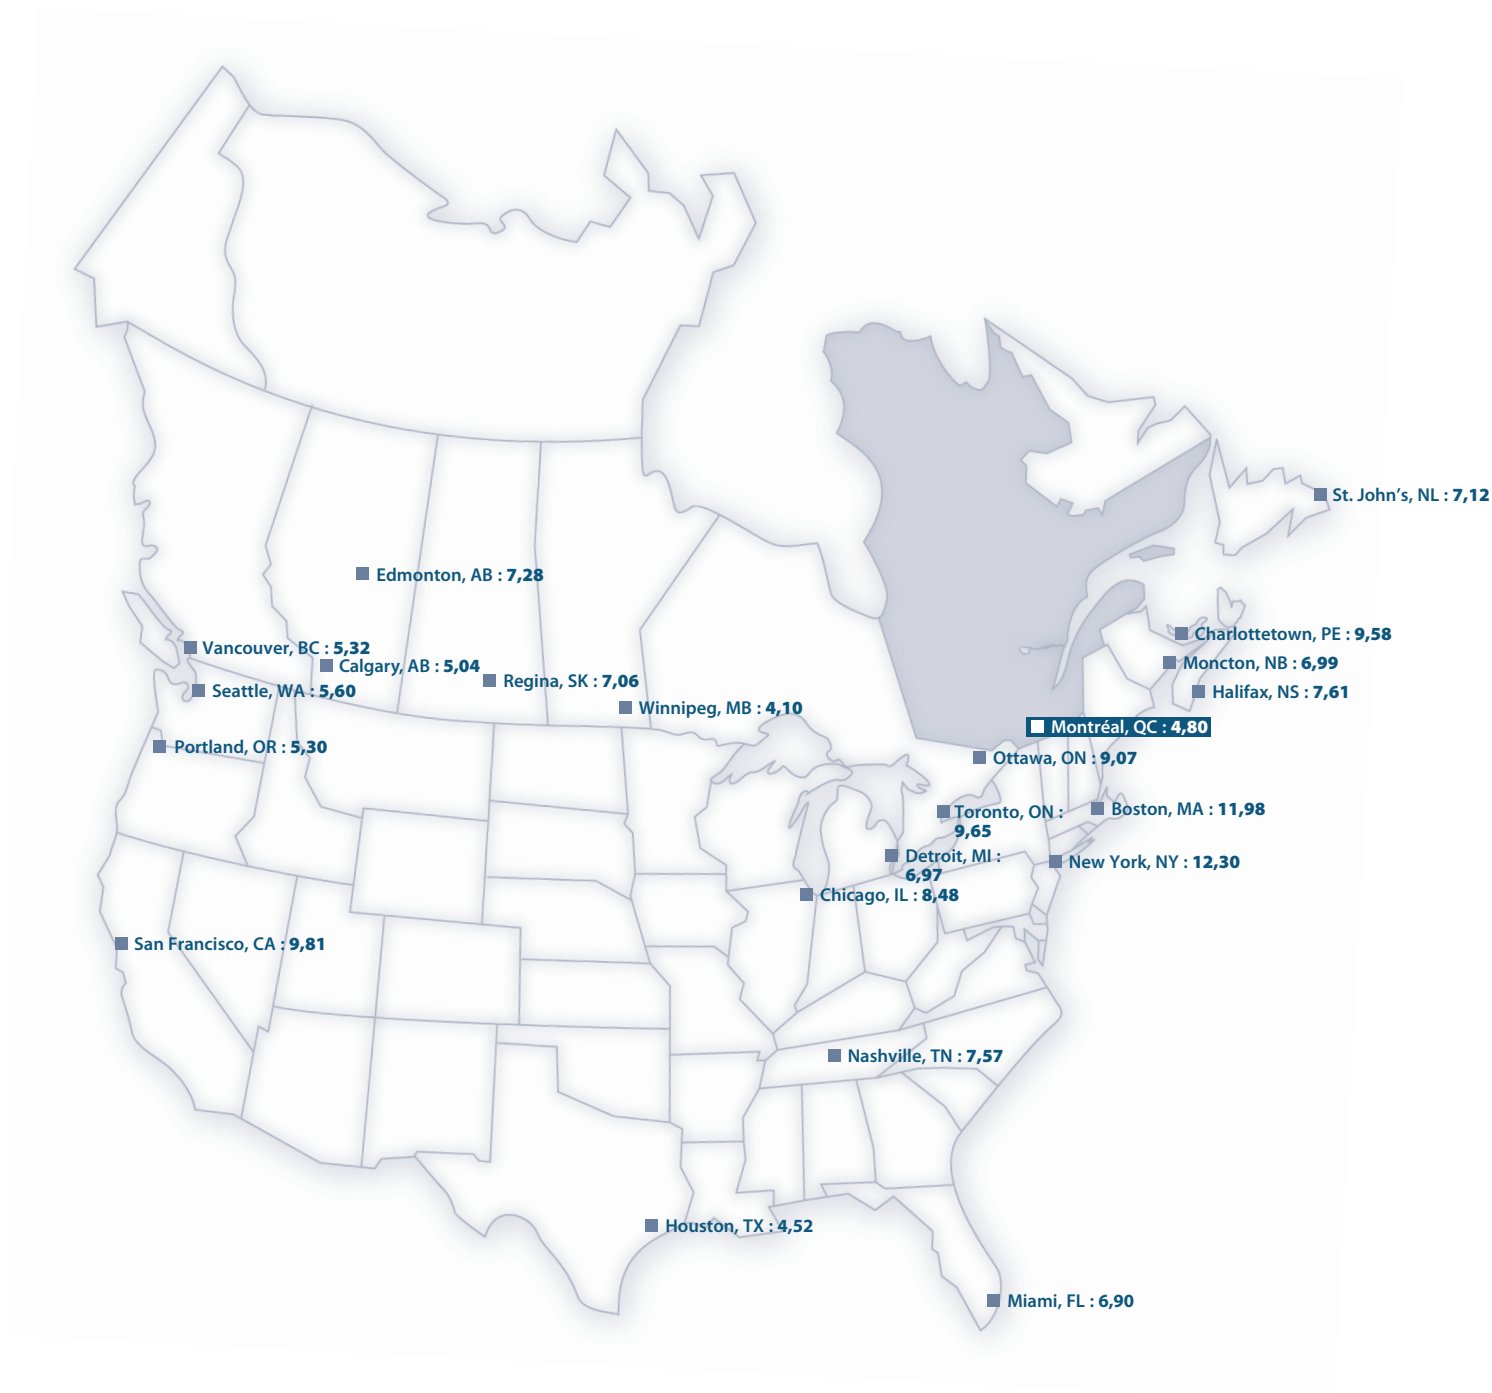 St. John’s, NL : 7,12
Edmonton, AB : 7,28
Charlottetown, PE : 9,58
Vancouver, BC : 5,32
Calgary, AB : 5,04
Moncton, NB : 6,99
Regina, SK : 7,06
Seattle, WA : 5,60
Halifax, NS : 7,61
Winnipeg, MB : 4,10
Montréal, QC : 4,80
Portland, OR : 5,30
Ottawa, ON : 9,07
Toronto, ON :
9,65
Boston, MA : 11,98
Detroit, MI :
6,97
New York, NY : 12,30
Chicago, IL : 8,48
San Francisco, CA : 9,81
Nashville, TN : 7,57
Houston, TX : 4,52
Miami, FL : 6,90